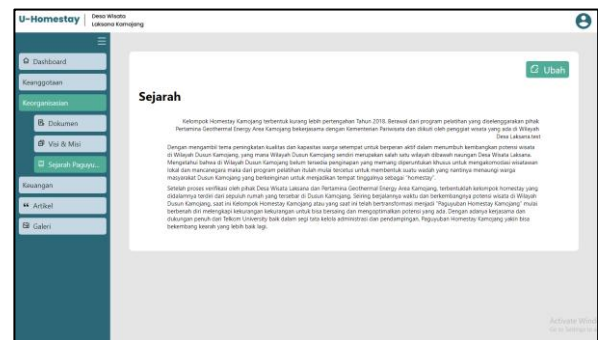 U-Homestay
Desa Wisata
Laksana Kamojang
Dashboard
Keanggotaan
Keorganisasian
Dokumen
Visi & Misi
Sejarah Paguyu...
Keuangan
Artikel
Galeri
Ubah
Sejarah
Kelompok Homestay Kamojang terbentuk kurang lebih pertengahan Tahun 2018. Berawal dari program pelatihan yang diselenggarakan pihak
Pertamina Geothermal Energy Area Kamojang bekerjasama dengan Kementerian Pariwisata dan diikuti oleh penggiat wisata yang ada di Wilayah
Desa Laksana.test
Dengan mengambil tema peningkatan kualitas dan kapasitas warga setempat untuk berperan aktif dalam menumbuh kembangkan potensi wisata
di Wilayah Dusun Kamojang, yang mana Wilayah Dusun Kamojang sendiri merupakan salah satu wilayah dibawah naungan Desa Wisata Laksana.
Mengetahui bahwa di Wilayah Dusun Kamojang belum tersedia penginapan yang memang diperuntukan khusus untuk mengakomodasi wisatawan
lokal dan mancanegara maka dari program pelatihan itulah mulai tercetus untuk membentuk suatu wadah yang nantinya menaungi warga
masyarakat Dusun Kamojang yang berkeinginan untuk menjadikan tempat tinggalnya sebagai "homestay".
Setelah proses verifikasi oleh pihak Desa Wisata Laksana dan Pertamina Geothermal Energy Area Kamojang, terbentuklah kelompok homestay yang
didalamnya terdiri dari sepuluh rumah yang tersebar di Dusun Kamojang. Seiring berjalannya waktu dan berkembangnya potensi wisata di Wilayah
Dusun Kamojang, saat ini Kelompok Homestay Kamojang atau yang saat ini telah bertransformasi menjadi "Paguyuban Homestay Kamojang" mulai
berbenah diri melengkapi kekurangan kekurangan untuk bisa bersaing dan mengoptimalkan potensi yang ada. Dengan adanya kerjasama dan
dukungan penuh dari Telkom University baik dalam segi tata kelola administrasi dan pendampingan, Paguyuban Homestay Kamojang yakin bisa
bekembang kearah yang lebih baik lagi.
Activate Wind
Go to Settings to a